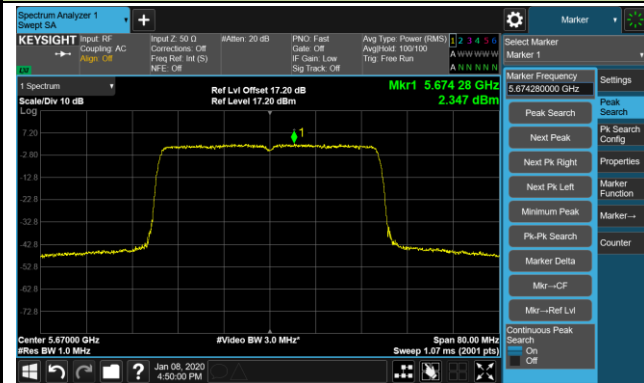 Spectrum Analyzer 1
Swept SA
Marker
KEYSIGHT
Input: RF
Coupling: AC
Align: Off
Input Z: 50 Ω
Corrections: Off
Freq Ref: Int (S)
NFE: Off
#Atten: 20 dB
PNO: Fast
Gate: Off
IF Gain: Low
Sig Track: Off
Avg Type: Power (RMS)
Avg|Hold: 100/100
Trig: Free Run
1 2 3 4 5 6
A W W W W W
A N N N N N
Select Marker
Marker 1
1 Spectrum
Scale/Div 10 dB
Log
Ref Lvl Offset 17.20 dB
Ref Level 17.20 dBm
Mkr1 5.674 28 GHz
2.347 dBm
Marker Frequency
5.674280000 GHz
Peak Search
Next Peak
Next Pk Right
Next Pk Left
Minimum Peak
Pk-Pk Search
Marker Delta
Mkr→CF
Mkr→Ref Lvl
Continuous Peak
Search
On
Off
Settings
Peak
Search
Pk Search
Config
Properties
Marker
Function
Marker→
Counter
1
7.20
-2.80
-12.8
-22.8
-32.8
-42.8
-52.8
-62.8
-72.8
Center 5.67000 GHz
#Res BW 1.0 MHz
#Video BW 3.0 MHz*
Span 80.00 MHz
Sweep 1.07 ms (2001 pts)
?
Jan 08, 2020
4:50:00 PM